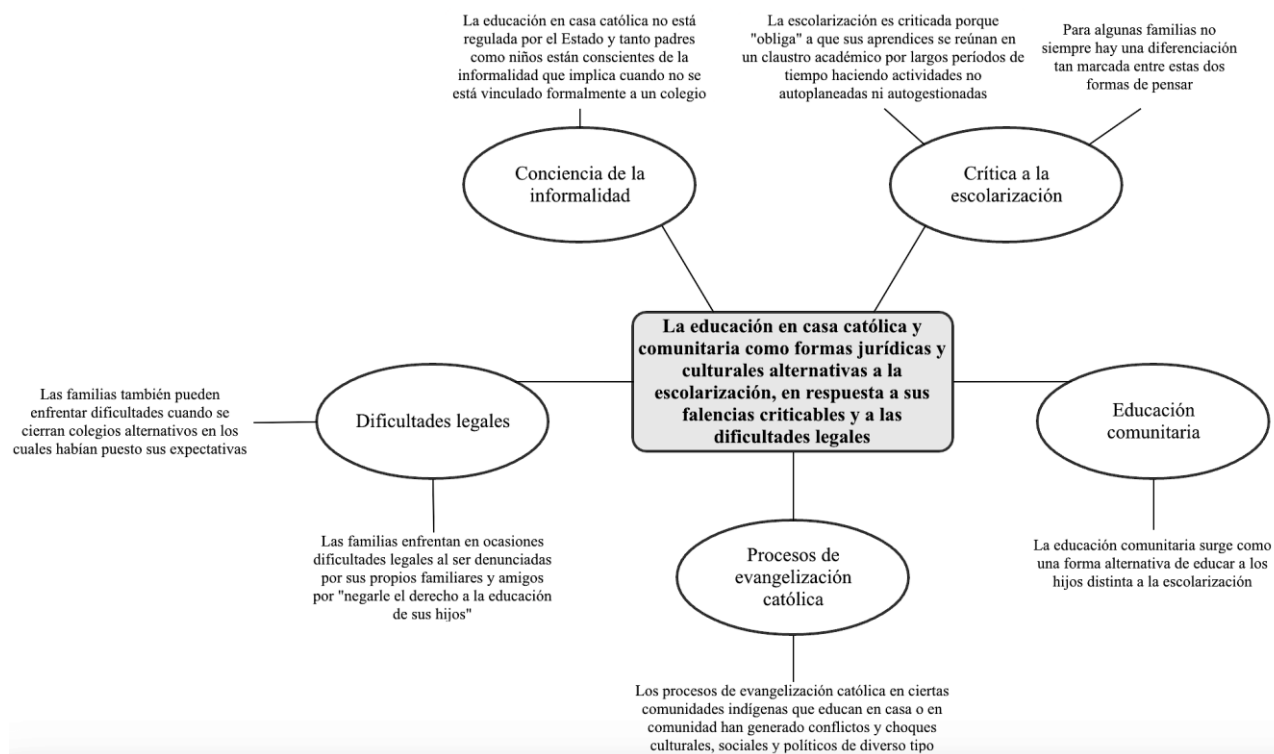 La educación en casa católica no está
regulada por el Estado y tanto padres
como niños están conscientes de la
informalidad que implica cuando no se
está vinculado formalmente a un colegio
La escolarización es criticada porque
"obliga" a que sus aprendices se reúnan en
un claustro académico por largos períodos de
tiempo haciendo actividades no
autoplaneadas ni autogestionadas
Para algunas familias no
siempre hay una diferenciación
tan marcada entre estas dos
formas de pensar
Conciencia de la
informalidad
Crítica a la
escolarización
La educación en casa católica y
comunitaria como formas jurídicas y
culturales alternativas a la
escolarización, en respuesta a sus
falencias criticables y a las
dificultades legales
Las familias también pueden
enfrentar dificultades cuando se
cierran colegios alternativos en los
cuales habían puesto sus expectativas
Dificultades legales
Educación
comunitaria
Las familias enfrentan en ocasiones
dificultades legales al ser denunciadas
por sus propios familiares y amigos
por "negarle el derecho a la educación
de sus hijos"
Procesos de
evangelización
católica
La educación comunitaria surge como
una forma alternativa de educar a los
hijos distinta a la escolarización
Los procesos de evangelización católica en ciertas
comunidades indígenas que educan en casa o en
comunidad han generado conflictos y choques
culturales, sociales y políticos de diverso tipo